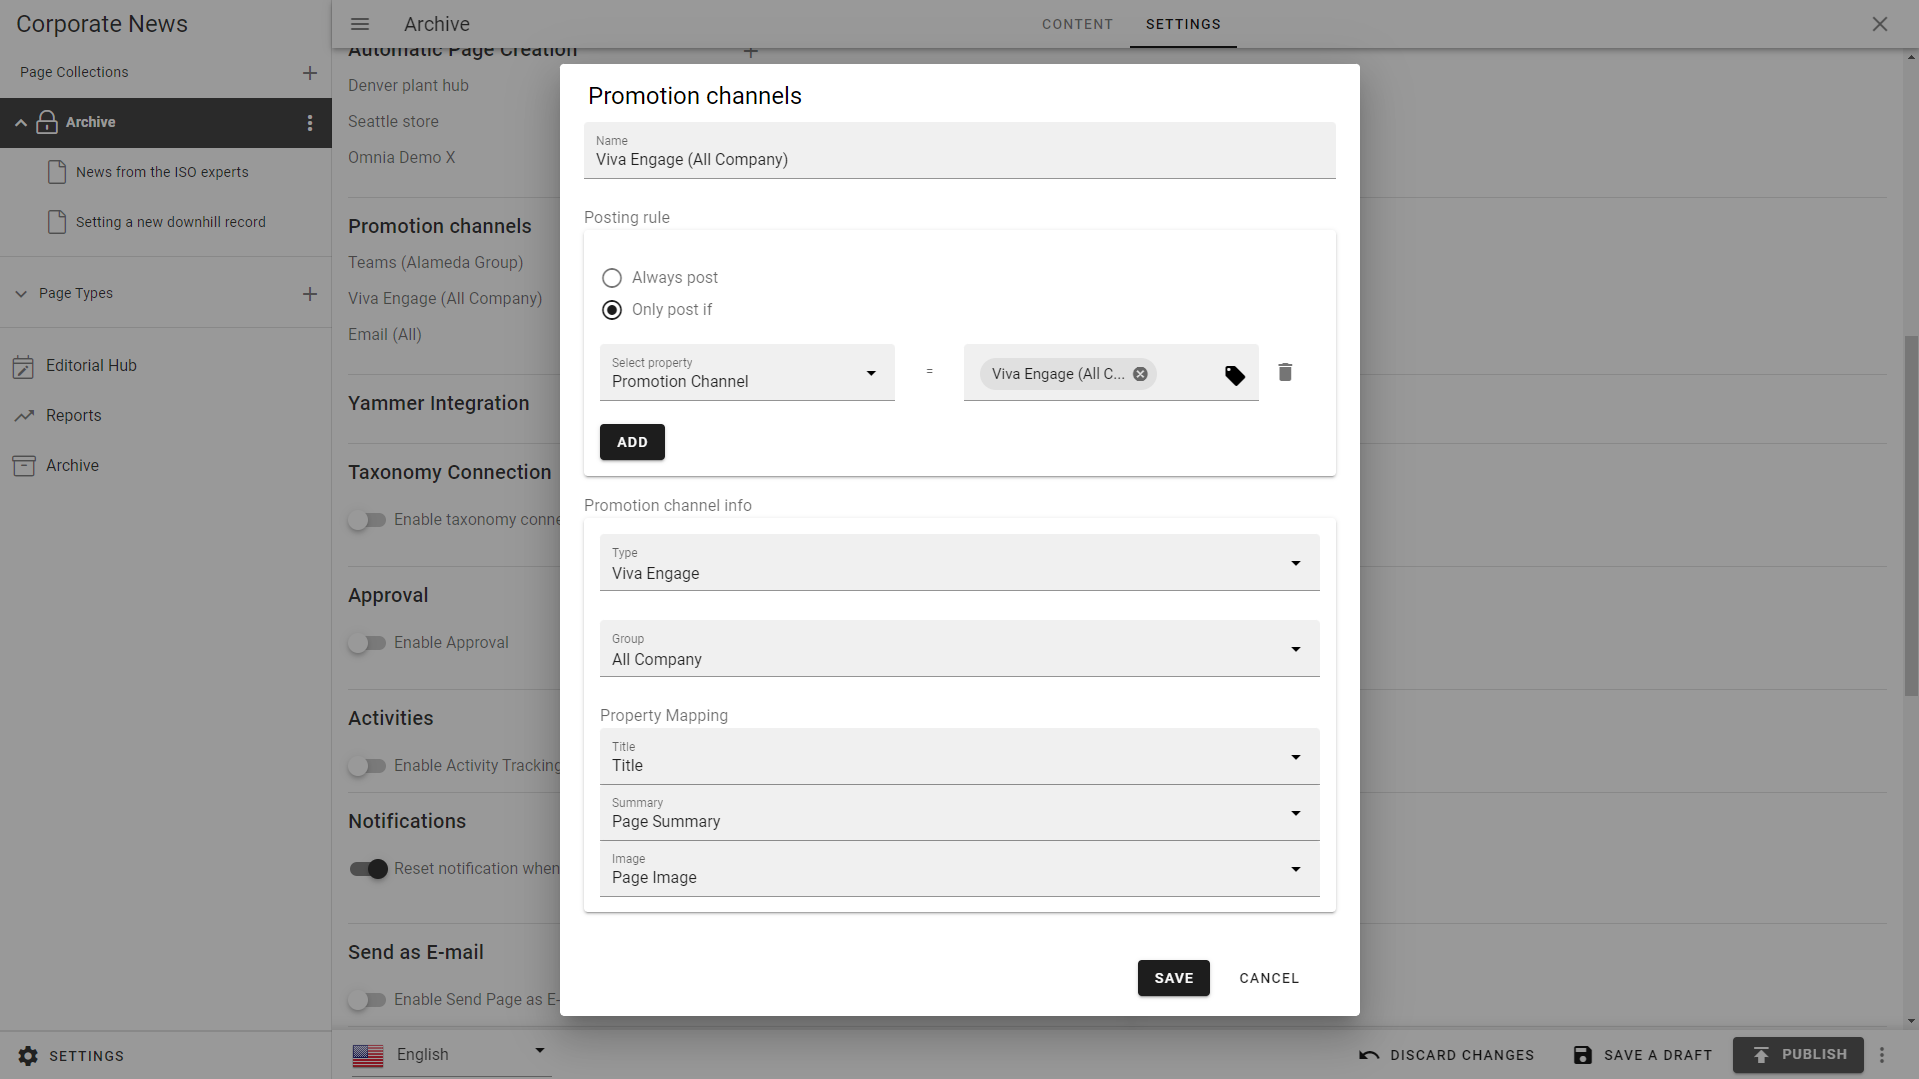 Corporate News
Page Collections
Archive
News from the ISO experts
Setting a new downhill record
Page Types
Editorial Hub
Reports
Archive
SETTINGS
Archive
CONTENT
SETTINGS
Automatic Page Creation
Denver plant hub
Seattle store
Omnia Demo X
Promotion channels
Teams (Alameda Group)
Viva Engage (All Company)
Email (All)
Yammer Integration
Taxonomy Connection
Enable taxonomy conne
Approval
Enable Approval
Activities
Enable Activity Tracking
Notifications
Reset notification when
Send as E-mail
Enable Send Page as E-
Promotion channels
Name
Viva Engage (All Company)
Posting rule
Always post
Only post if
Select property
Promotion Channel
=
Viva Engage (All C...
ADD
Promotion channel info
Type
Viva Engage
Group
All Company
Property Mapping
Title
Title
Summary
Page Summary
Image
Page Image
SAVE
CANCEL
English
DISCARD CHANGES
SAVE A DRAFT
PUBLISH